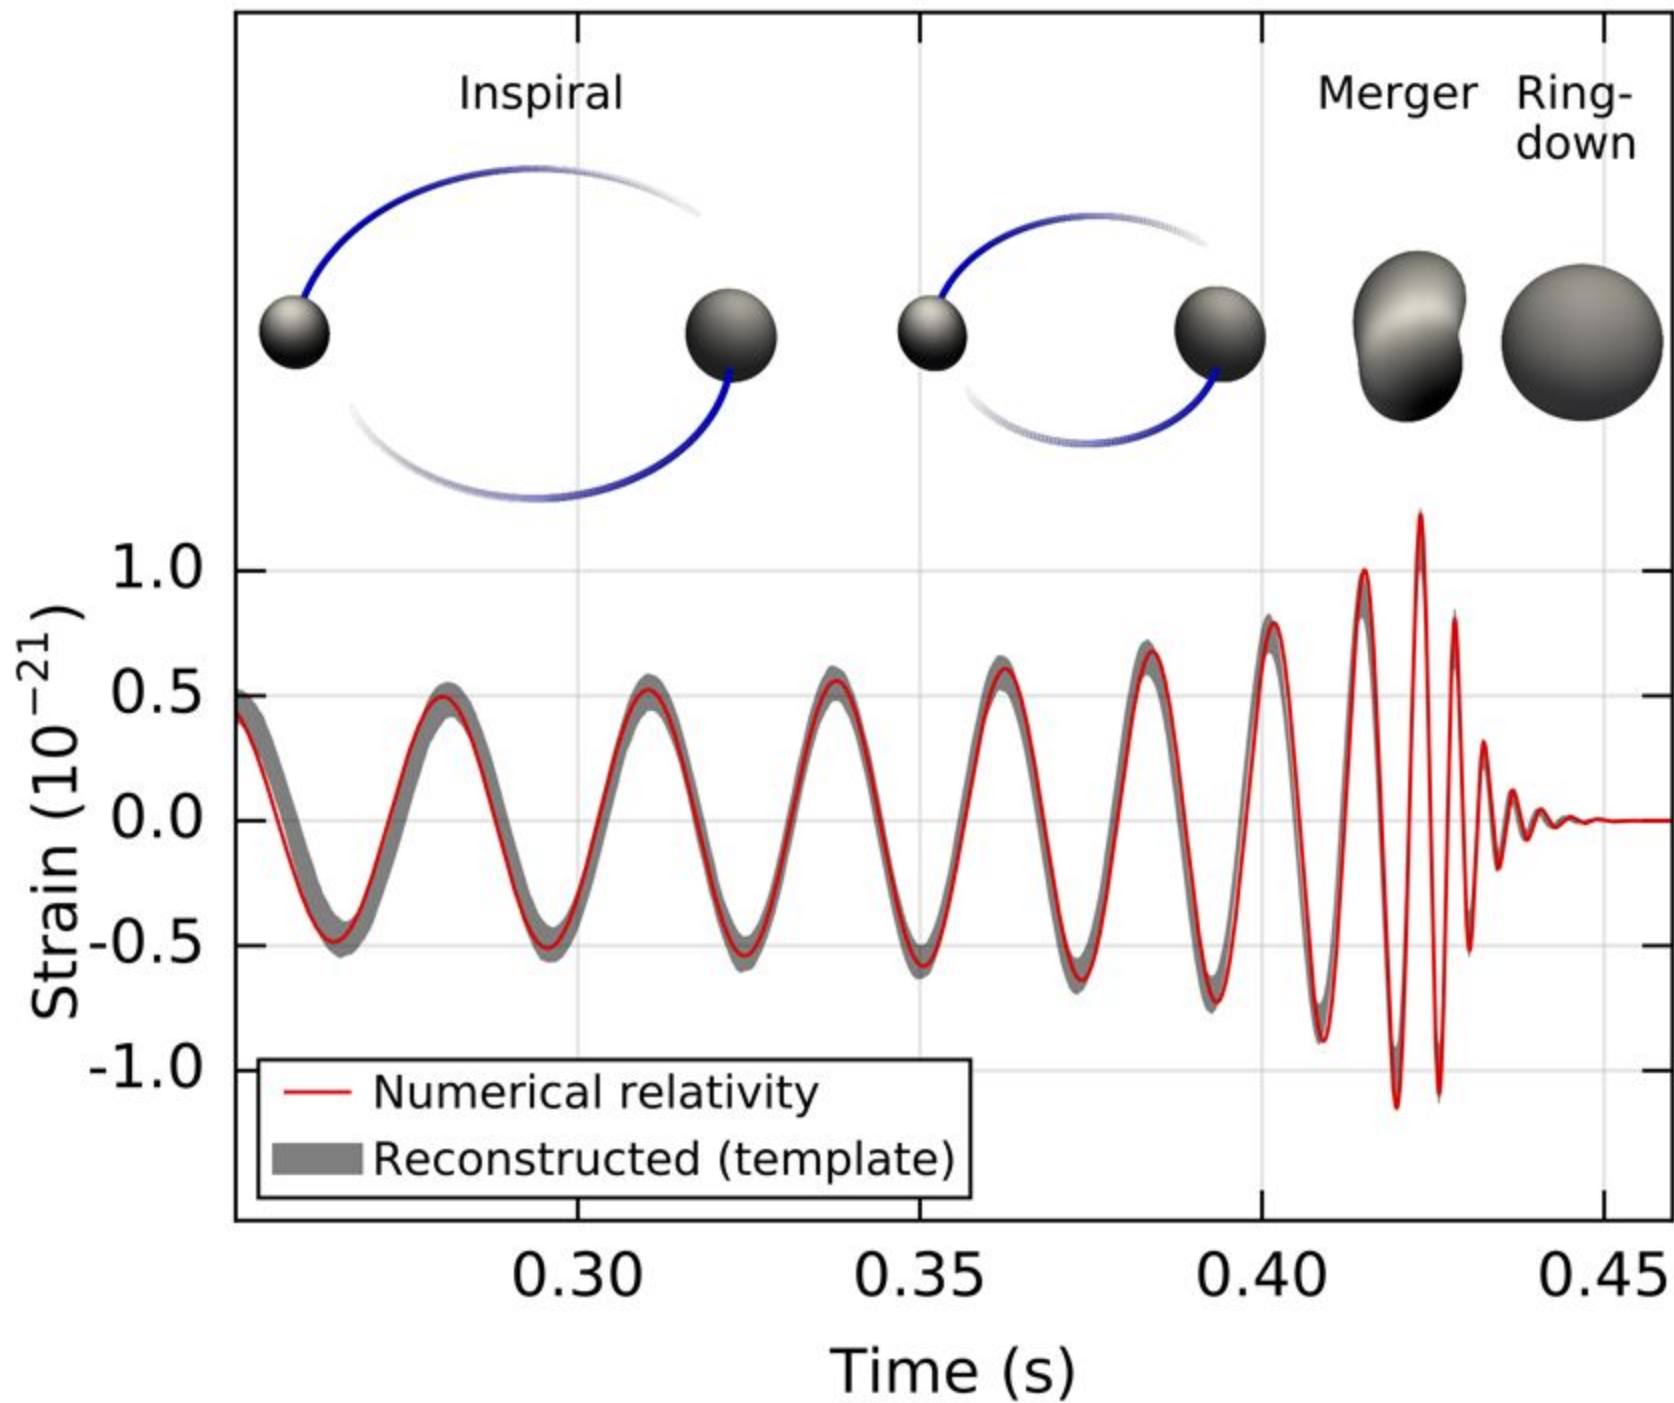 Inspiral
Merger
Ring-
down
1.0
0.5
0.0
-0.5
-1.0
Strain (10⁻²¹)
Numerical relativity
Reconstructed (template)
0.30
0.35
0.40
0.45
Time (s)